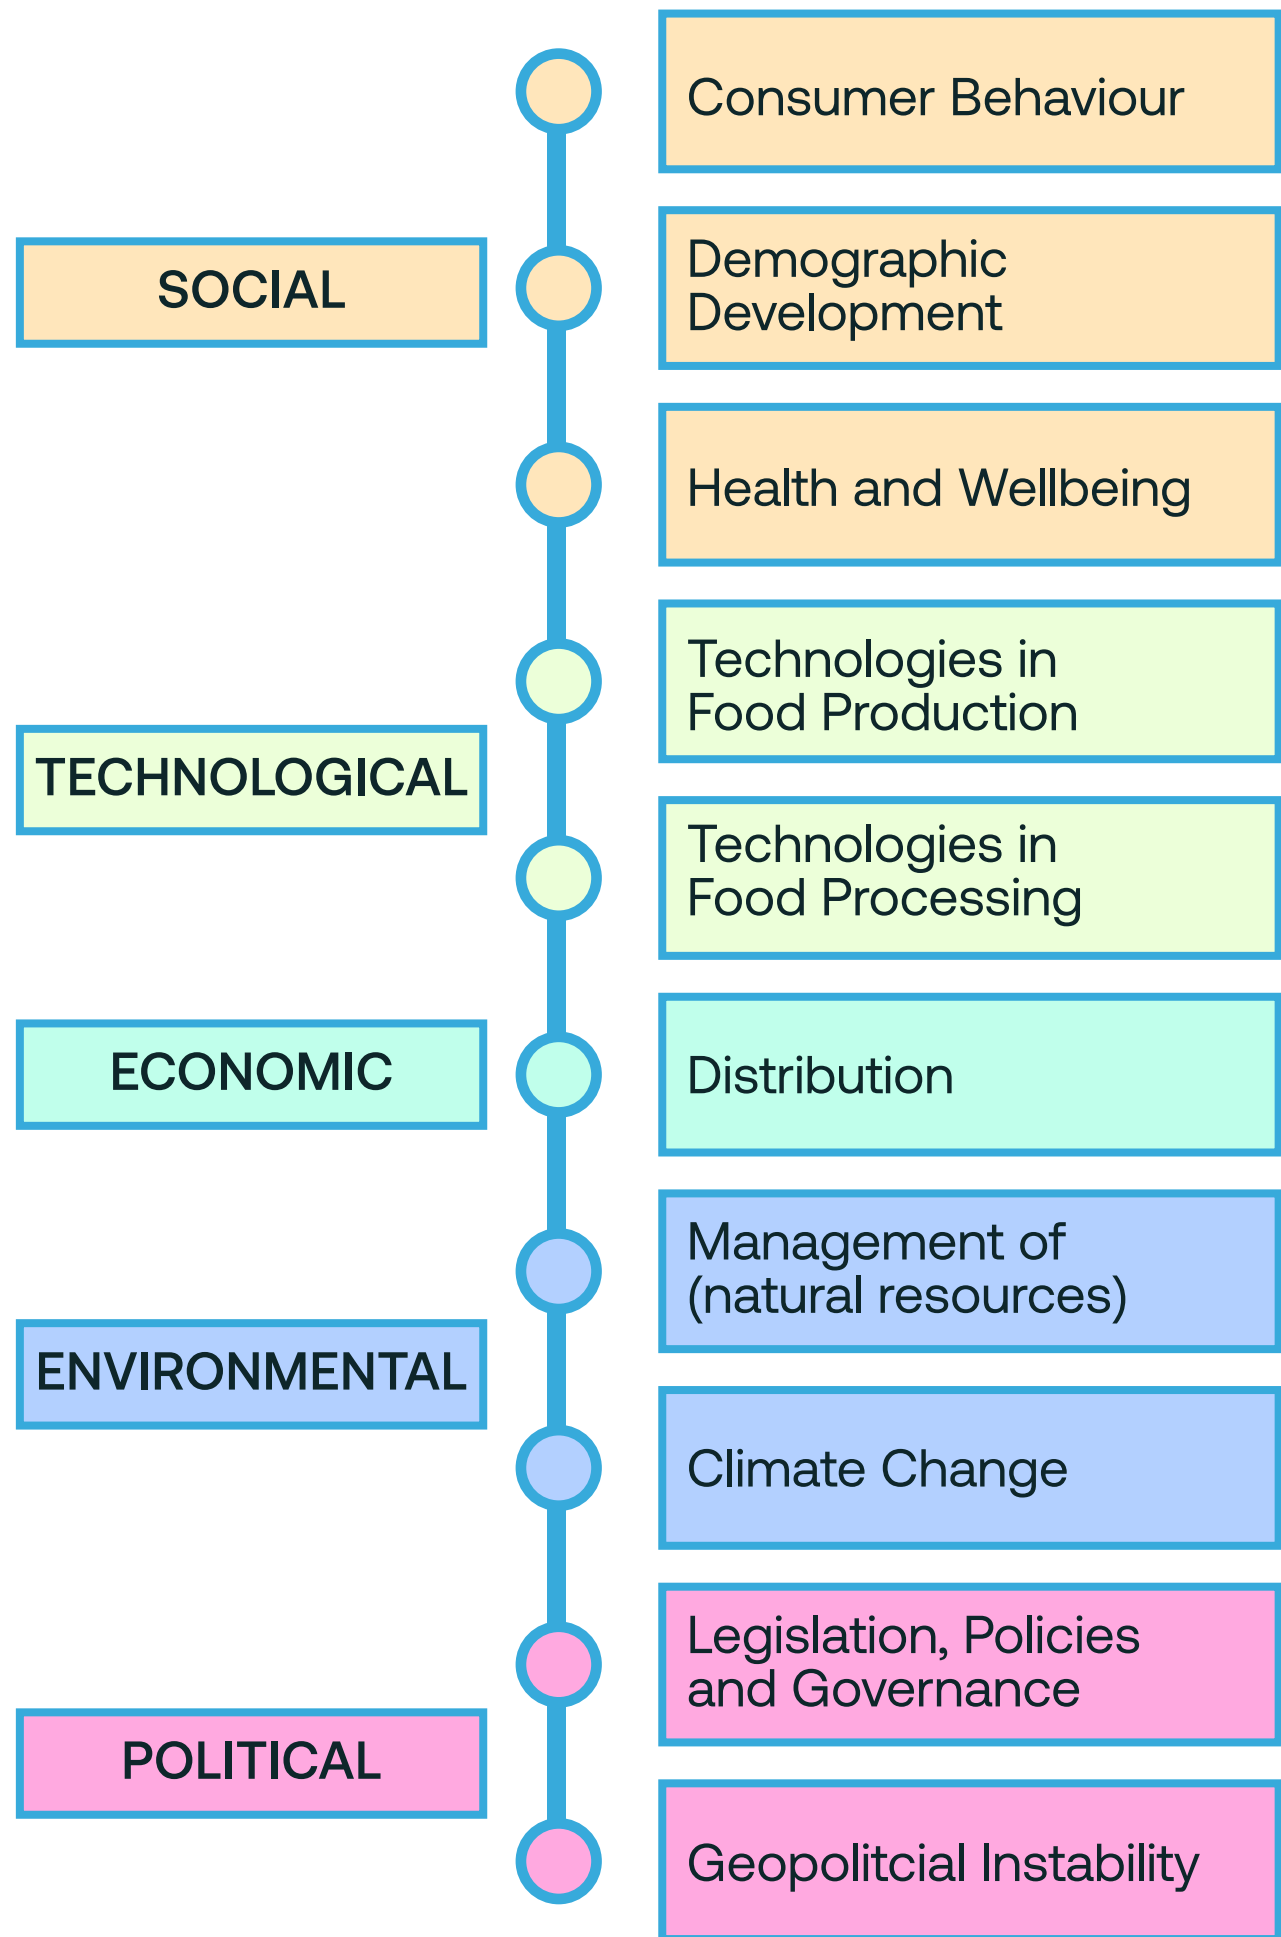 Consumer Behaviour
SOCIAL
Demographic
Development
Health and Wellbeing
TECHNOLOGICAL
Technologies in
Food Production
Technologies in
Food Processing
ECONOMIC
Distribution
ENVIRONMENTAL
Management of
(natural resources)
Climate Change
POLITICAL
Legislation, Policies
and Governance
Geopolitcial Instability